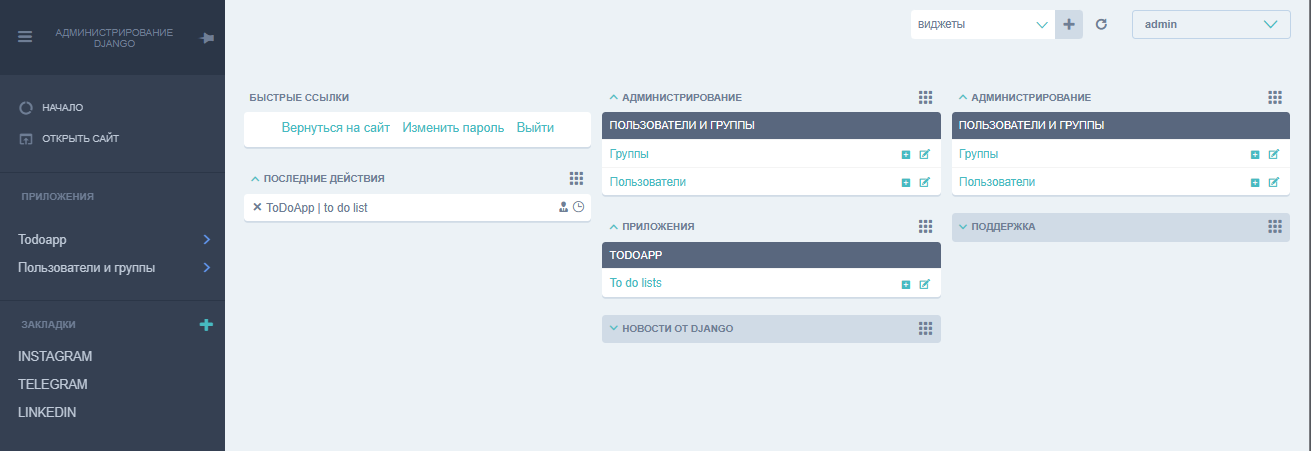 АДМИНИСТРИРОВАНИЕ
DJANGO
НАЧАЛО
ОТКРЫТЬ САЙТ
ПРИЛОЖЕНИЯ
Todoapp
Пользователи и группы
ЗАКЛАДКИ
INSTAGRAM
TELEGRAM
LINKEDIN
виджеты
admin
БЫСТРЫЕ ССЫЛКИ
Вернуться на сайт Изменить пароль Выйти
ПОСЛЕДНИЕ ДЕЙСТВИЯ
ToDoApp | to do list
АДМИНИСТРИРОВАНИЕ
ПОЛЬЗОВАТЕЛИ И ГРУППЫ
Группы
Пользователи
ПРИЛОЖЕНИЯ
TODOAPP
To do lists
НОВОСТИ ОТ DJANGO
АДМИНИСТРИРОВАНИЕ
ПОЛЬЗОВАТЕЛИ И ГРУППЫ
Группы
Пользователи
ПОДДЕРЖКА